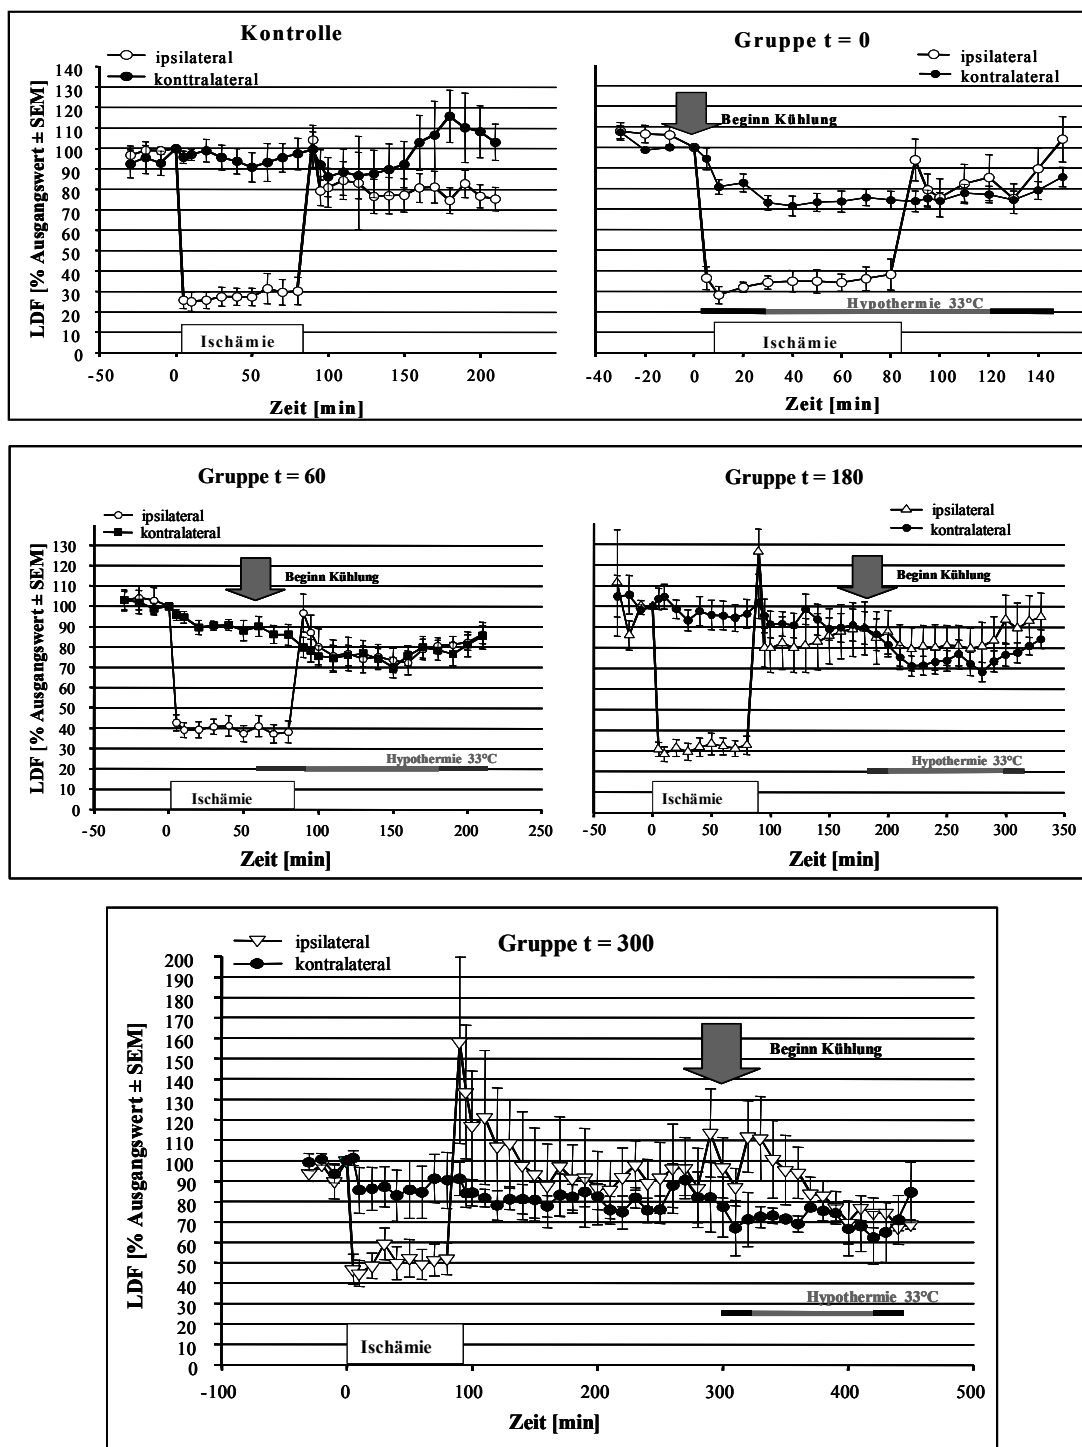 Kontrolle
ipsilateral
konttralateral
LDF [% Ausgangswert ± SEM]
140
130
120
110
100
90
80
70
60
50
40
30
20
10
0
Ischämie
-50 0 50 100 150 200
Zeit [min]
Gruppe t = 0
ipsilateral
kontralateral
Beginn Kühlung
Hypothermie 33°C
Ischämie
-40 -20 0 20 40 60 80 100 120 140
Zeit [min]
Gruppe t = 60
ipsilateral
kontralateral
LDF [% Ausgangswert ± SEM]
130
120
110
100
90
80
70
60
50
40
30
20
10
0
Beginn Kühlung
Hypothermie 33°C
Ischämie
-50 0 50 100 150 200 250
Zeit [min]
Gruppe t = 180
ipsilateral
kontralateral
Beginn Kühlung
Hypothermie 33°C
Ischämie
-50 0 50 100 150 200 250 300 350
Zeit [min]
Gruppe t = 300
ipsilateral
kontralateral
LDF [% Ausgangswert ± SEM]
200
190
180
170
160
150
140
130
120
110
100
90
80
70
60
50
40
30
20
10
0
Beginn Kühlung
Hypothermie 33°C
Ischämie
-100 0 100 200 300 400 500
Zeit [min]